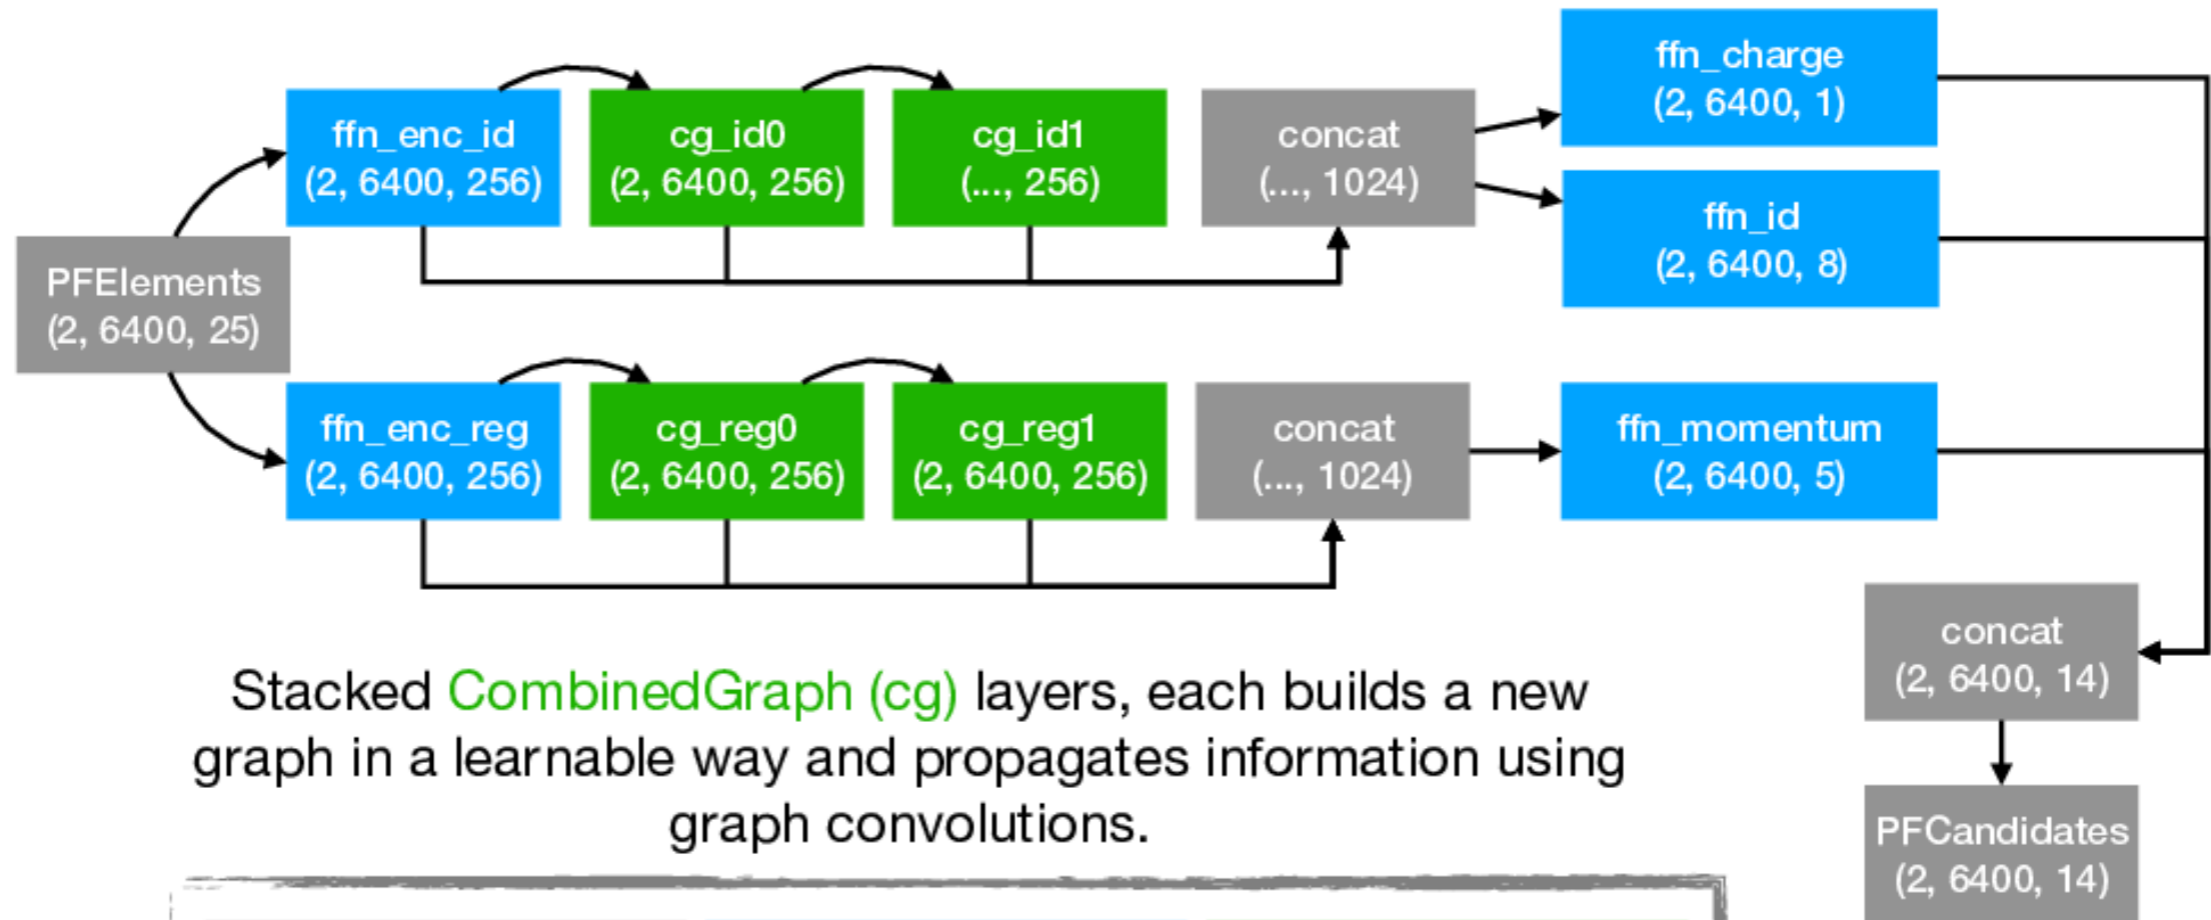 ffn_enc_id
(2, 6400, 256)
cg_id0
(2, 6400, 256)
cg_id1
(..., 256)
concat
(..., 1024)
ffn_charge
(2, 6400, 1)
ffn_id
(2, 6400, 8)
PFElements
(2, 6400, 25)
ffn_enc_reg
(2, 6400, 256)
cg_reg0
(2, 6400, 256)
cg_reg1
(2, 6400, 256)
concat
(..., 1024)
ffn_momentum
(2, 6400, 5)
concat
(2, 6400, 14)
PFCandidates
(2, 6400, 14)
Stacked CombinedGraph (cg) layers, each builds a new
graph in a learnable way and propagates information using
graph convolutions.